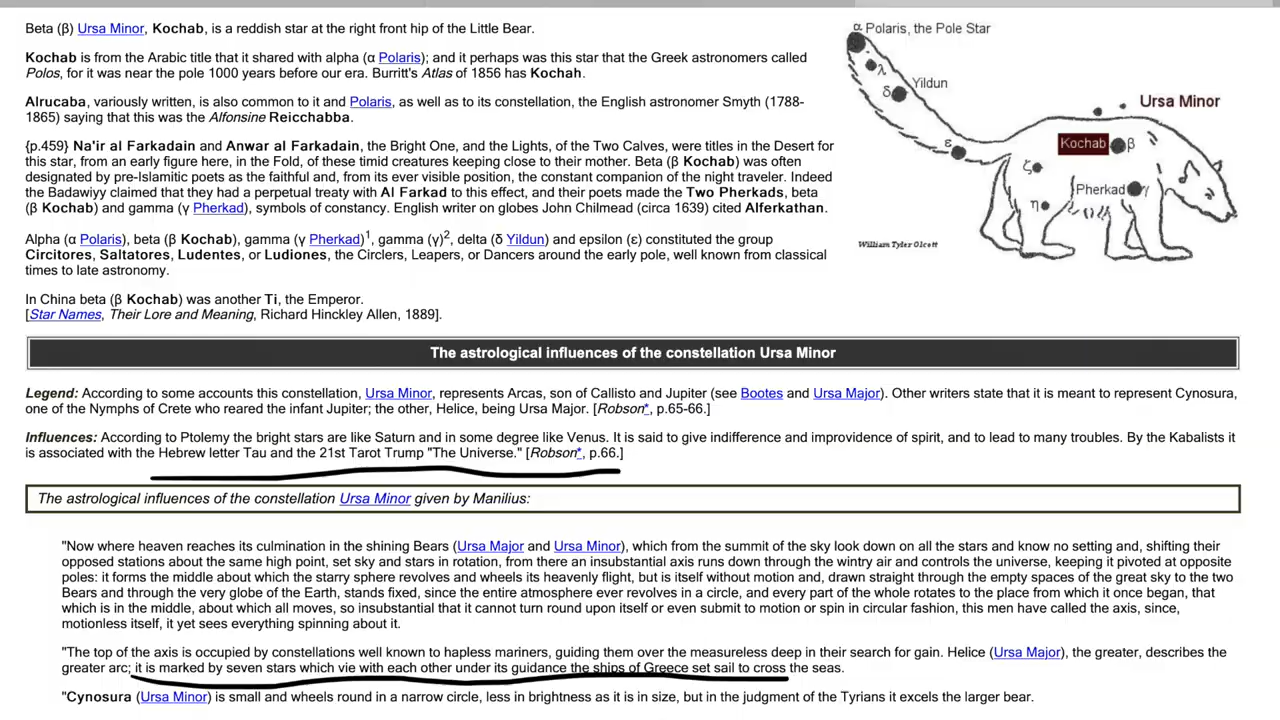 Beta (β) Ursa Minor, Kochab, is a reddish star at the right front hip of the Little Bear.
Kochab is from the Arabic title that it shared with alpha (α Polaris); and it perhaps was this star that the Greek astronomers called
Polos, for it was near the pole 1000 years before our era. Burritt's Atlas of 1856 has Kochah.
Alrucaba, variously written, is also common to it and Polaris, as well as to its constellation, the English astronomer Smyth (1788-
1865) saying that this was the Alfonsine Reicchabba.
{p.459} Na'ir al Farkadain and Anwar al Farkadain, the Bright One, and the Lights, of the Two Calves, were titles in the Desert for
this star, from an early figure here, in the Fold, of these timid creatures keeping close to their mother. Beta (β Kochab) was often
designated by pre-Islamitic poets as the faithful and, from its ever visible position, the constant companion of the night traveler. Indeed
the Badawiyy claimed that they had a perpetual treaty with Al Farkad to this effect, and their poets made the Two Pherkads, beta
(β Kochab) and gamma (γ Pherkad), symbols of constancy. English writer on globes John Chilmead (circa 1639) cited Alferkathan.
Alpha (α Polaris), beta (β Kochab), gamma (γ Pherkad)¹, gamma (γ)², delta (δ Yildun) and epsilon (ε) constituted the group
Circitores, Saltatores, Ludentes, or Ludiones, the Circlers, Leapers, or Dancers around the early pole, well known from classical
times to late astronomy.
In China beta (β Kochab) was another Ti, the Emperor.
[Star Names, Their Lore and Meaning, Richard Hinckley Allen, 1889].
α Polaris, the Pole Star
λ
Yildun
δ
Ursa Minor
ε
Kochab β
ζ
Pherkad γ
η
William Tyler Olcott
The astrological influences of the constellation Ursa Minor
Legend: According to some accounts this constellation, Ursa Minor, represents Arcas, son of Callisto and Jupiter (see Bootes and Ursa Major). Other writers state that it is meant to represent Cynosura,
one of the Nymphs of Crete who reared the infant Jupiter; the other, Helice, being Ursa Major. [Robson*, p.65-66.]
Influences: According to Ptolemy the bright stars are like Saturn and in some degree like Venus. It is said to give indifference and improvidence of spirit, and to lead to many troubles. By the Kabalists it
is associated with the Hebrew letter Tau and the 21st Tarot Trump "The Universe." [Robson*, p.66.]
The astrological influences of the constellation Ursa Minor given by Manilius:
"Now where heaven reaches its culmination in the shining Bears (Ursa Major and Ursa Minor), which from the summit of the sky look down on all the stars and know no setting and, shifting their
opposed stations about the same high point, set sky and stars in rotation, from there an insubstantial axis runs down through the wintry air and controls the universe, keeping it pivoted at opposite
poles: it forms the middle about which the starry sphere revolves and wheels its heavenly flight, but is itself without motion and, drawn straight through the empty spaces of the great sky to the two
Bears and through the very globe of the Earth, stands fixed, since the entire atmosphere ever revolves in a circle, and every part of the whole rotates to the place from which it once began, that
which is in the middle, about which all moves, so insubstantial that it cannot turn round upon itself or even submit to motion or spin in circular fashion, this men have called the axis, since,
motionless itself, it yet sees everything spinning about it.
"The top of the axis is occupied by constellations well known to hapless mariners, guiding them over the measureless deep in their search for gain. Helice (Ursa Major), the greater, describes the
greater arc; it is marked by seven stars which vie with each other under its guidance the ships of Greece set sail to cross the seas.
"Cynosura (Ursa Minor) is small and wheels round in a narrow circle, less in brightness as it is in size, but in the judgment of the Tyrians it excels the larger bear.